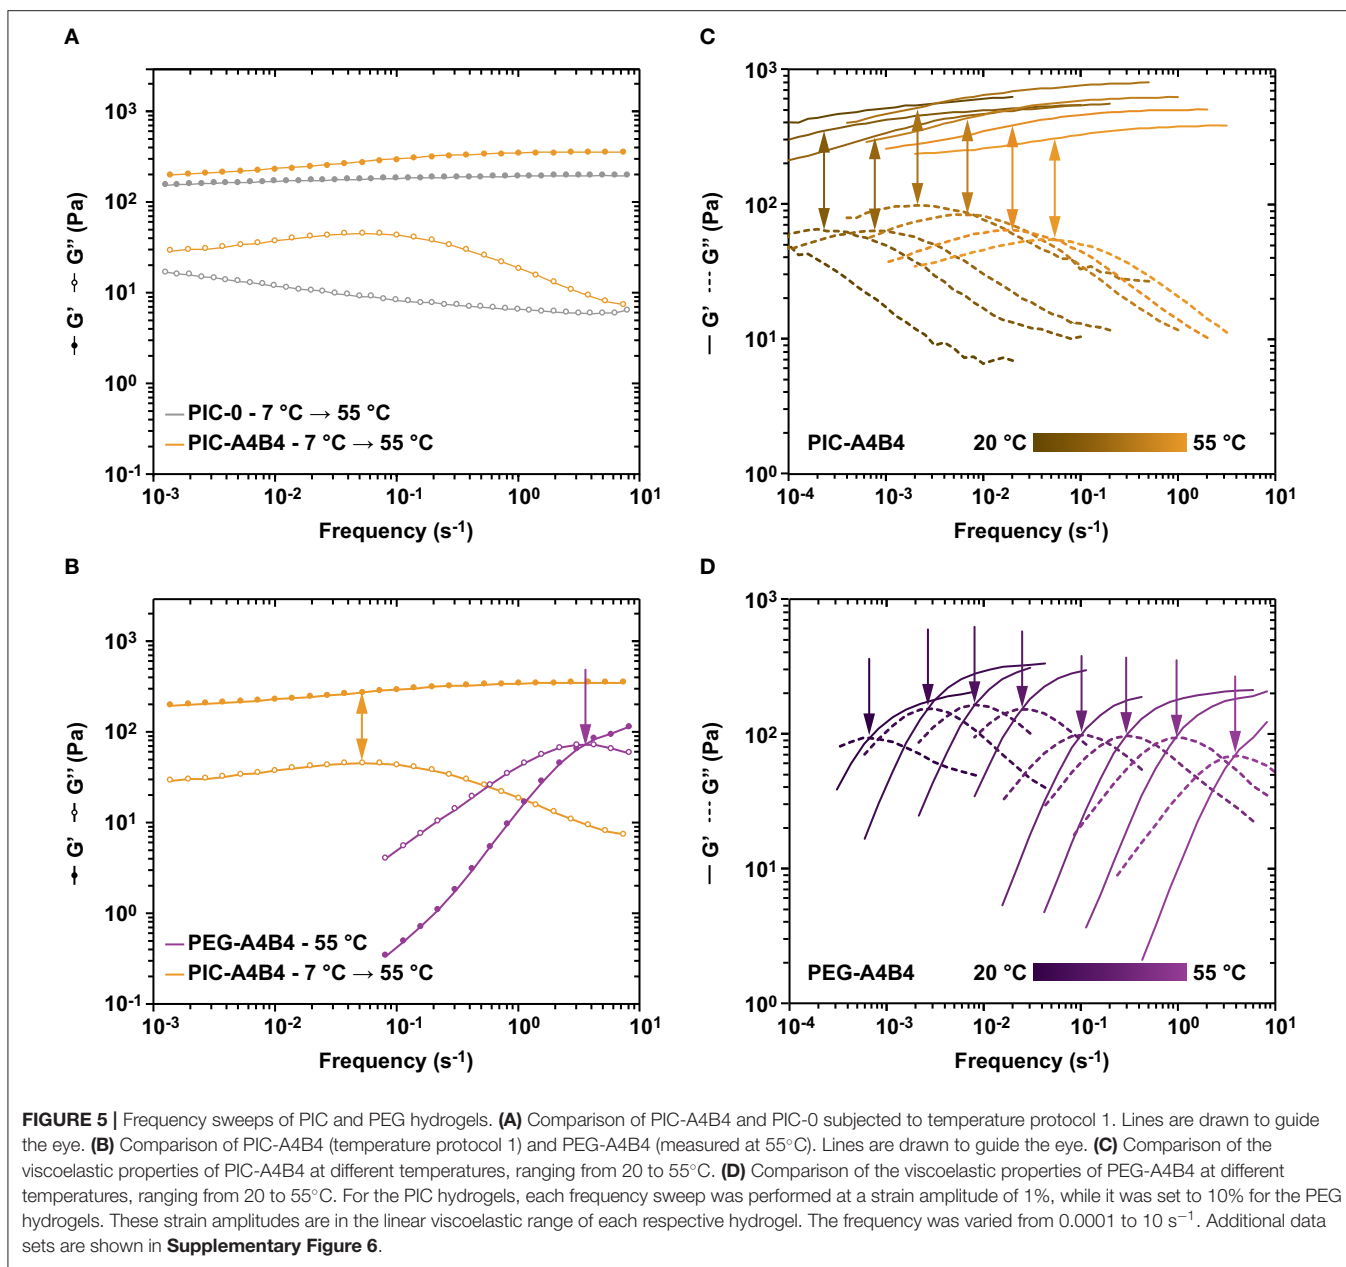 A
10³
10²
10¹
10⁰
10⁻¹
G' G'' (Pa)
PIC-0 - 7 °C → 55 °C
PIC-A4B4 - 7 °C → 55 °C
10⁻³ 10⁻² 10⁻¹ 10⁰ 10¹
Frequency (s⁻¹)
C
10³
10²
10¹
10⁰
— G' --- G'' (Pa)
PIC-A4B4 20 °C 55 °C
10⁻⁴ 10⁻³ 10⁻² 10⁻¹ 10⁰ 10¹
Frequency (s⁻¹)
B
10³
10²
10¹
10⁰
10⁻¹
G' G'' (Pa)
PEG-A4B4 - 55 °C
PIC-A4B4 - 7 °C → 55 °C
10⁻³ 10⁻² 10⁻¹ 10⁰ 10¹
Frequency (s⁻¹)
D
10³
10²
10¹
10⁰
— G' --- G'' (Pa)
PEG-A4B4 20 °C 55 °C
10⁻⁴ 10⁻³ 10⁻² 10⁻¹ 10⁰ 10¹
Frequency (s⁻¹)
FIGURE 5 | Frequency sweeps of PIC and PEG hydrogels. (A) Comparison of PIC-A4B4 and PIC-0 subjected to temperature protocol 1. Lines are drawn to guide
the eye. (B) Comparison of PIC-A4B4 (temperature protocol 1) and PEG-A4B4 (measured at 55°C). Lines are drawn to guide the eye. (C) Comparison of the
viscoelastic properties of PIC-A4B4 at different temperatures, ranging from 20 to 55°C. (D) Comparison of the viscoelastic properties of PEG-A4B4 at different
temperatures, ranging from 20 to 55°C. For the PIC hydrogels, each frequency sweep was performed at a strain amplitude of 1%, while it was set to 10% for the PEG
hydrogels. These strain amplitudes are in the linear viscoelastic range of each respective hydrogel. The frequency was varied from 0.0001 to 10 s⁻¹. Additional data
sets are shown in Supplementary Figure 6.